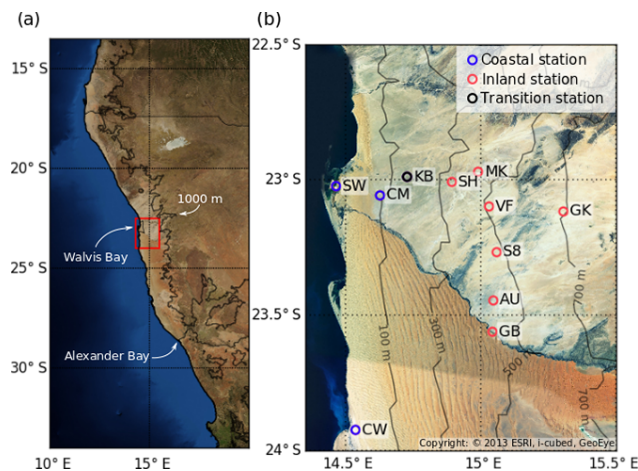 (a)
15° S
20° S
25° S
30° S
10° E
15° E
1000 m
Walvis Bay
Alexander Bay
(b)
22.5° S
23° S
23.5° S
24° S
14.5° E
15° E
15.5° E
Coastal station
Inland station
Transition station
SW
CM
KB
SH
MK
VF
GK
S8
AU
GB
CW
100 m
300 m
500 m
700 m
700 m
Copyright: © 2013 ESRI, i-cubed, GeoEye